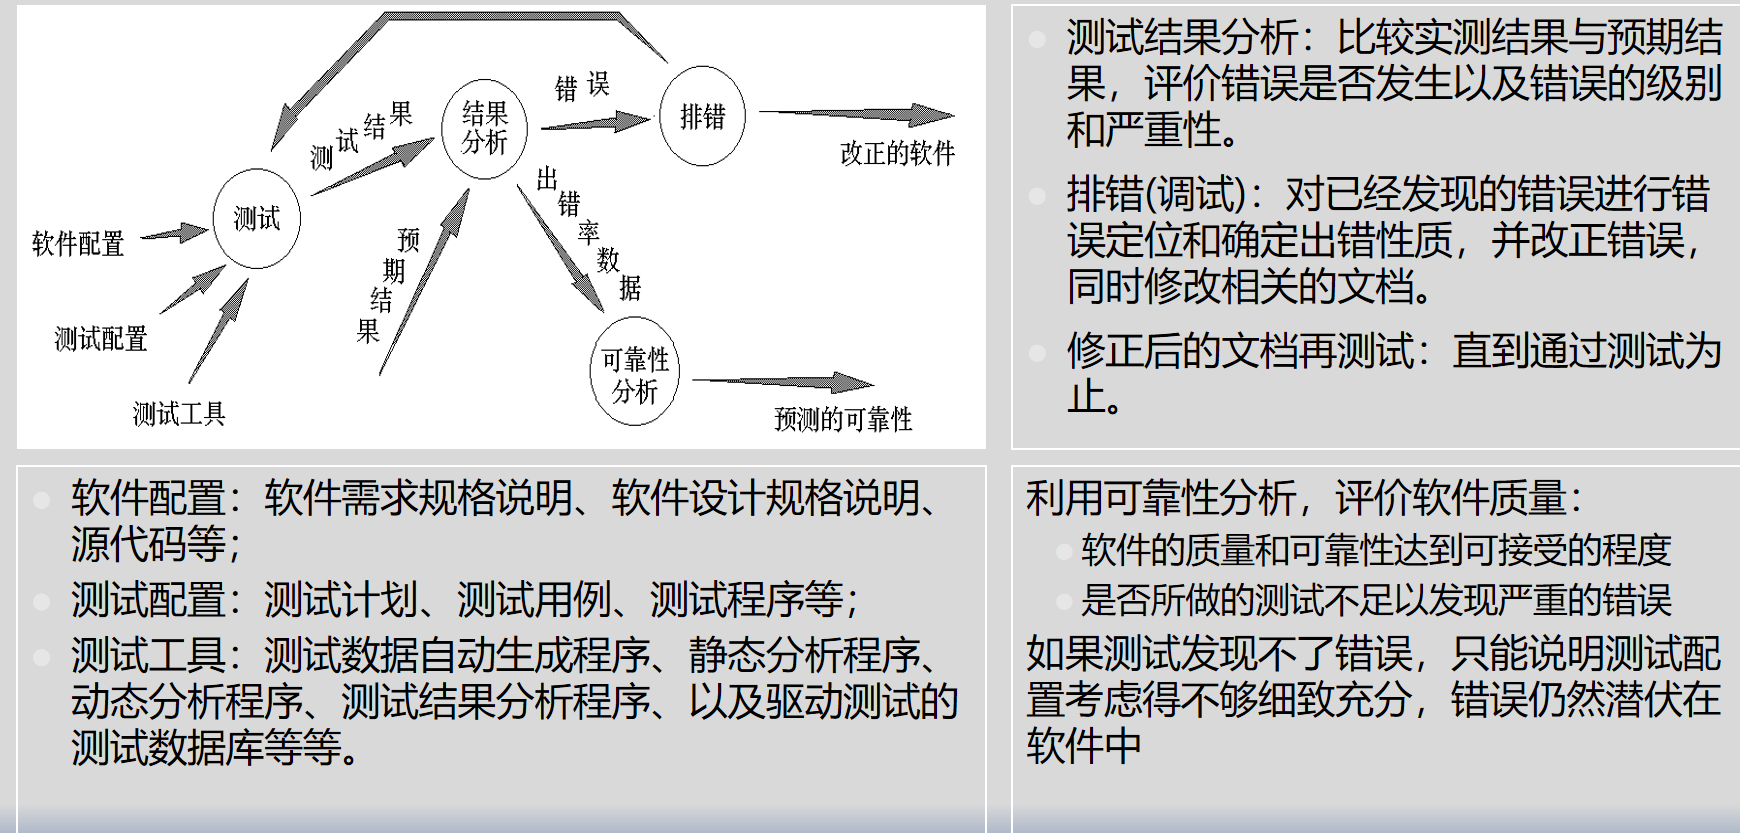 错误
测试结果
结果
分析
排错
改正的软件
出错率数据
测试
软件配置
预期结果
测试配置
可靠性
分析
测试工具
预测的可靠性
测试结果分析：比较实测结果与预期结
果，评价错误是否发生以及错误的级别
和严重性。
排错(调试)：对已经发现的错误进行错
误定位和确定出错性质，并改正错误，
同时修改相关的文档。
修正后的文档再测试：直到通过测试为
止。
软件配置：软件需求规格说明、软件设计规格说明、
源代码等；
测试配置：测试计划、测试用例、测试程序等；
测试工具：测试数据自动生成程序、静态分析程序、
动态分析程序、测试结果分析程序、以及驱动测试的
测试数据库等等。
利用可靠性分析，评价软件质量：
软件的质量和可靠性达到可接受的程度
是否所做的测试不足以发现严重的错误
如果测试发现不了错误，只能说明测试配
置考虑得不够细致充分，错误仍然潜伏在
软件中